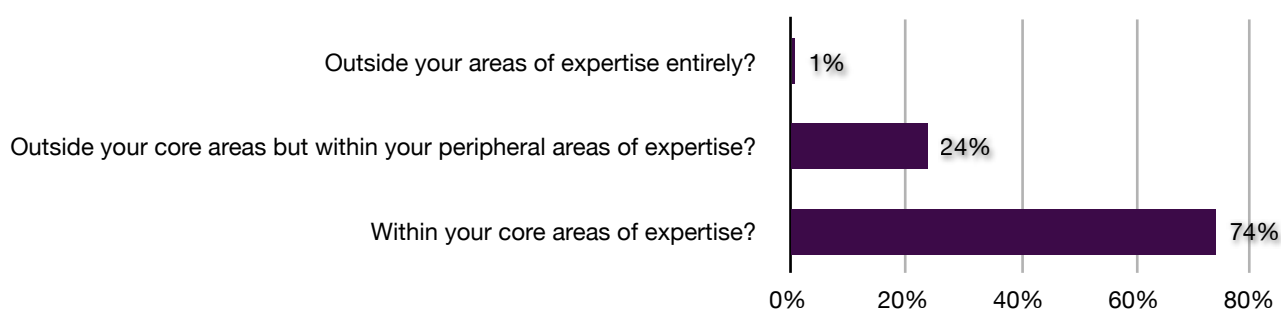 Outside your areas of expertise entirely?
1%
Outside your core areas but within your peripheral areas of expertise?
24%
Within your core areas of expertise?
74%
0%
20%
40%
60%
80%